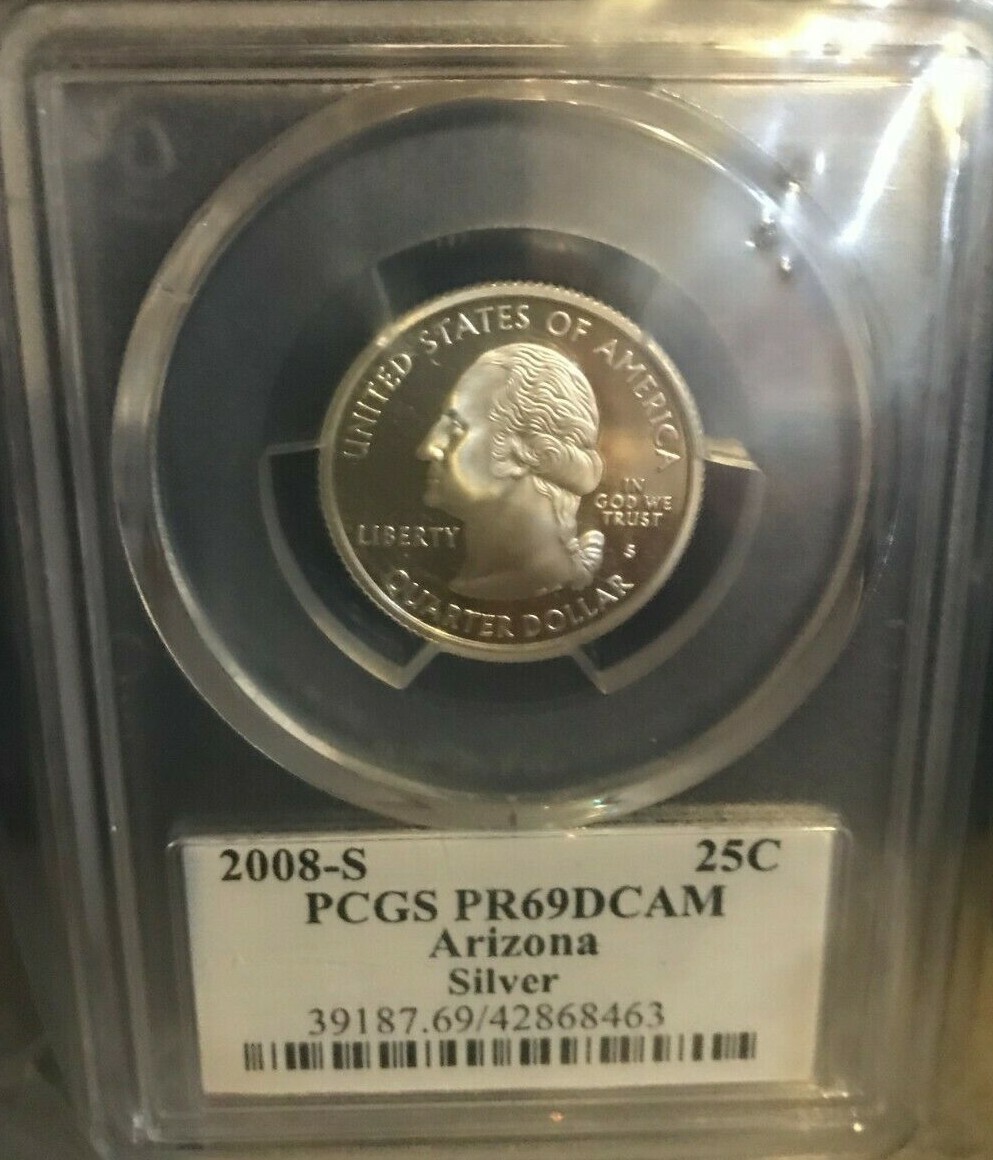 UNITED STATES OF AMERICA
LIBERTY
IN
GOD WE
TRUST
S
QUARTER DOLLAR
2008-S 25C
PCGS PR69DCAM
Arizona
Silver
39187.69/42868463